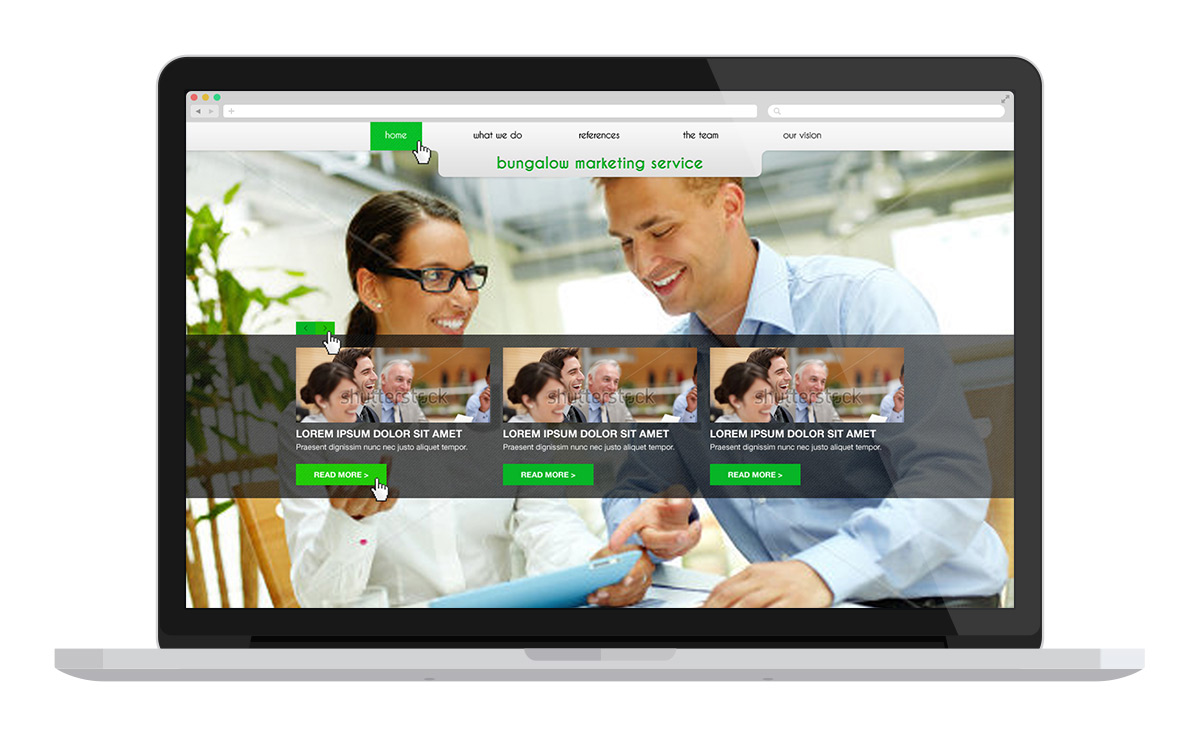 home
what we do
references
the team
our vision
bungalow marketing service
shutterstock
shutterstock
shutterstock
LOREM IPSUM DOLOR SIT AMET
LOREM IPSUM DOLOR SIT AMET
LOREM IPSUM DOLOR SIT AMET
Praesent dignissim nunc nec justo aliquet tempor.
Praesent dignissim nunc nec justo aliquet tempor.
Praesent dignissim nunc nec justo aliquet tempor.
READ MORE >
READ MORE >
READ MORE >